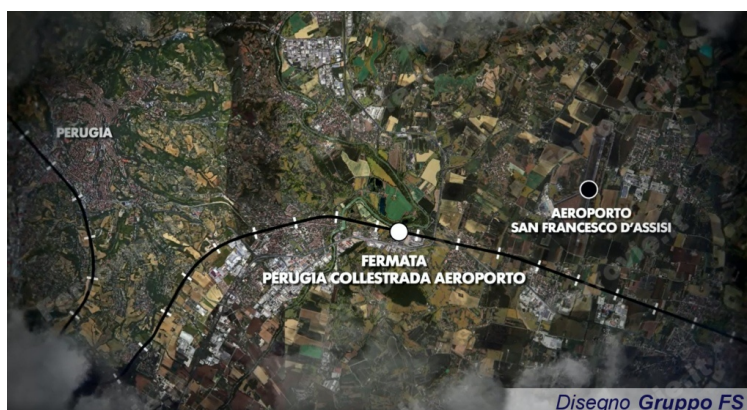 PERUGIA
AEROPORTO
SAN FRANCESCO D'ASSISI
FERMATA
PERUGIA COLLESTRADA AEROPORTO
Disegno Gruppo FS